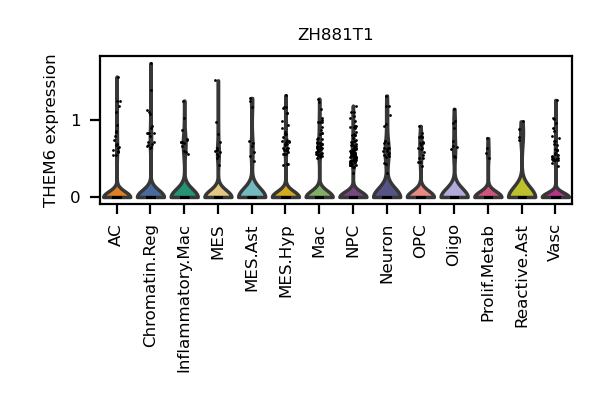 ZH881T1
THEM6 expression
1
0
AC
Chromatin.Reg
Inflammatory.Mac
MES
MES.Ast
MES.Hyp
Mac
NPC
Neuron
OPC
Oligo
Prolif.Metab
Reactive.Ast
Vasc